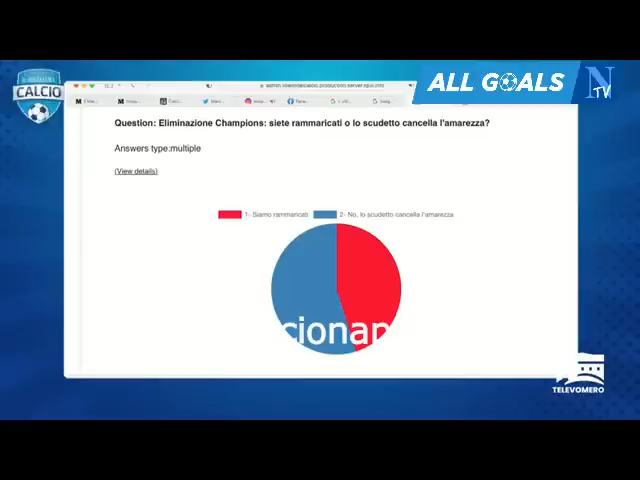 CALCIO
ALL GOALS
N
TV
Question: Eliminazione Champions: siete rammaricati o lo scudetto cancella l'amarezza?
Answers type:multiple
(View details)
1- Siamo rammaricati 2- No, lo scudetto cancella l'amarezza
cionap
TELEVOMERO